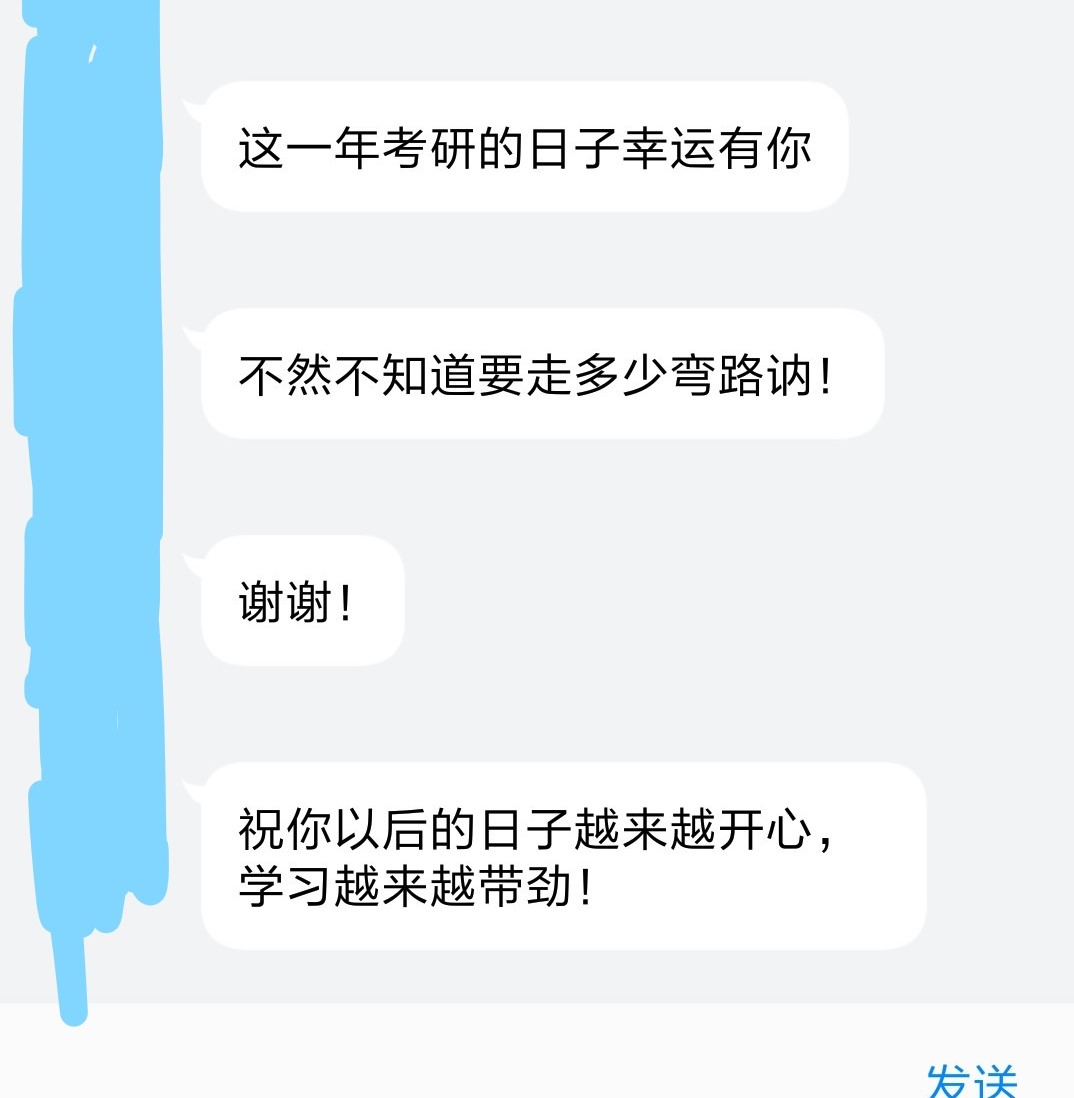 这一年考研的日子幸运有你
不然不知道要走多少弯路讷！
谢谢！
祝你以后的日子越来越开心，
学习越来越带劲！
发送